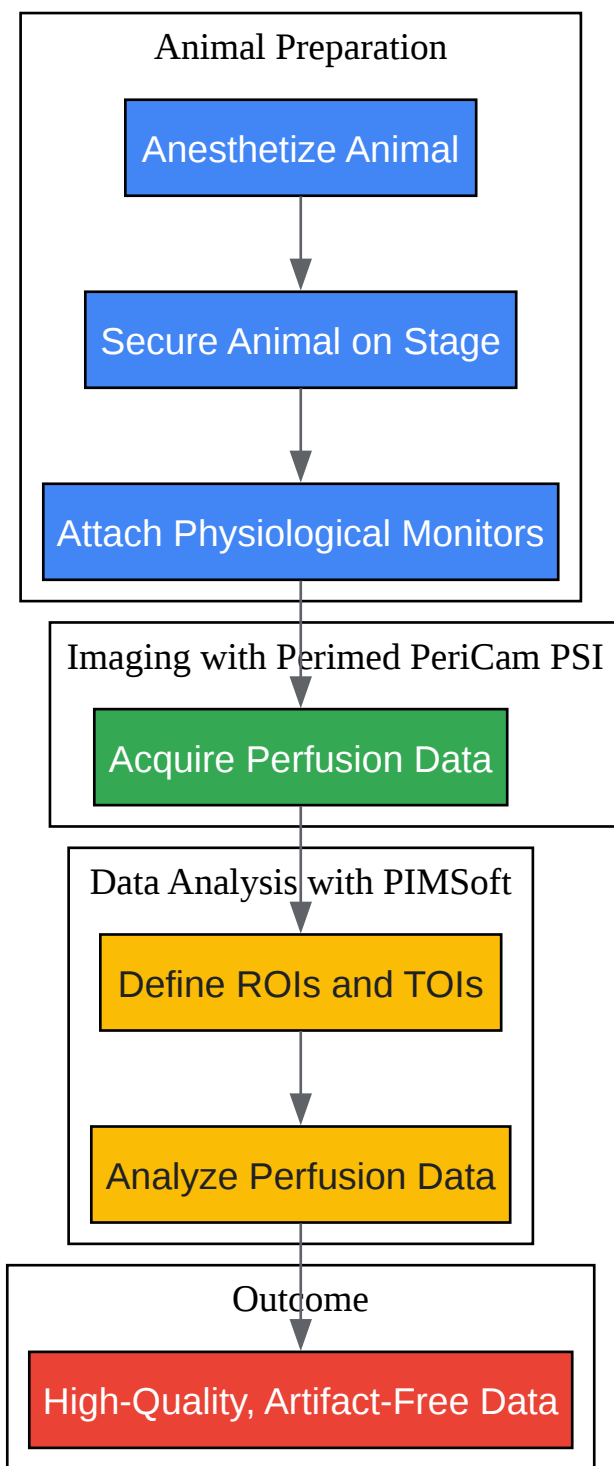 Animal Preparation
Anesthetize Animal
Secure Animal on Stage
Attach Physiological Monitors
Imaging with Perimed PeriCam PSI
Acquire Perfusion Data
Data Analysis with PIMSoft
Define ROIs and TOIs
Analyze Perfusion Data
Outcome
High-Quality, Artifact-Free Data